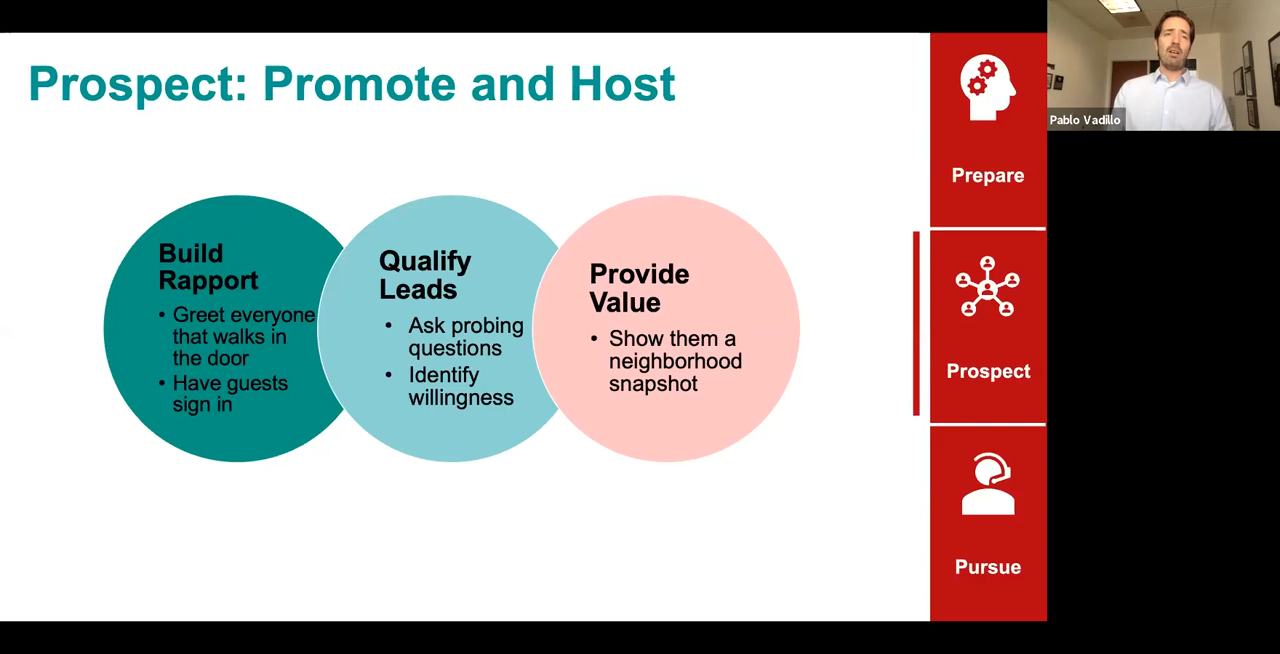 Prospect: Promote and Host
Build
Rapport
• Greet everyone
that walks in
the door
• Have guests
sign in
Qualify
Leads
• Ask probing
questions
• Identify
willingness
Provide
Value
• Show them a
neighborhood
snapshot
Prepare
Prospect
Pursue
Pablo Vadillo